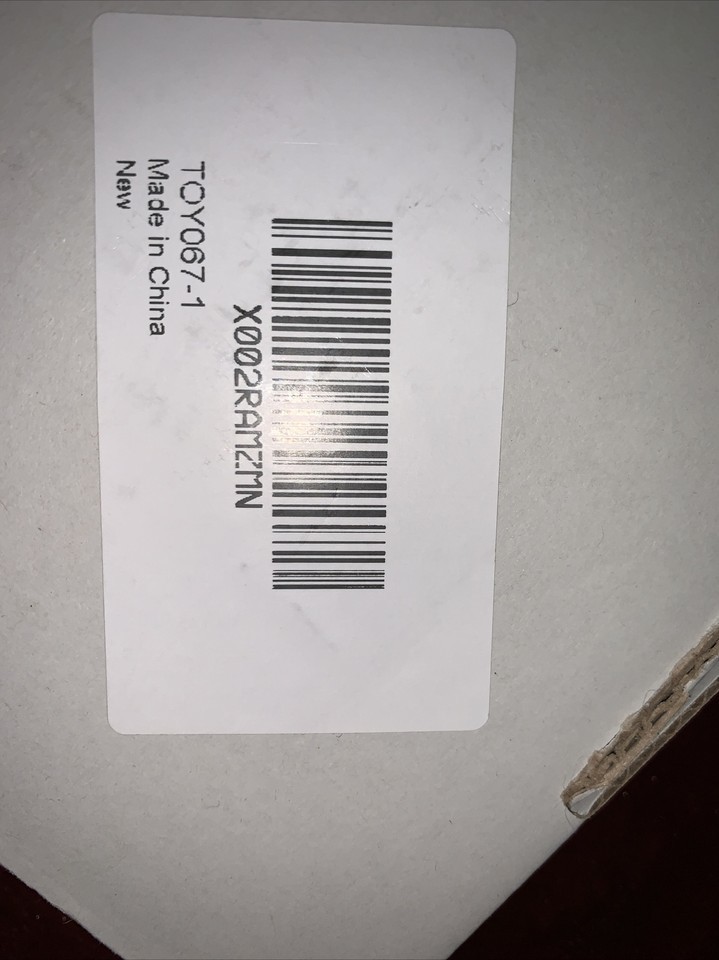 X002RAMZMN
TOY067-1
Made in China
New